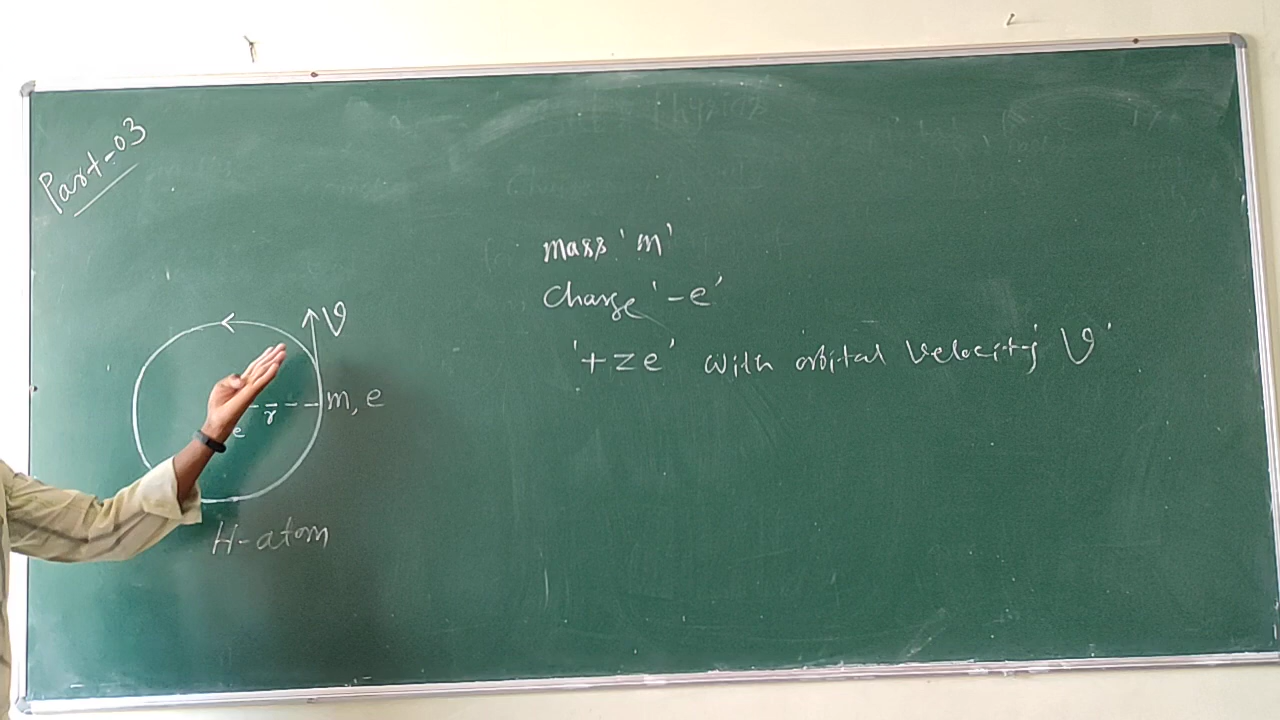 Part-03
mass 'm'
Charge '-e'
'+ze' with orbital velocity 'V'
V
m, e
r
e
H-atom